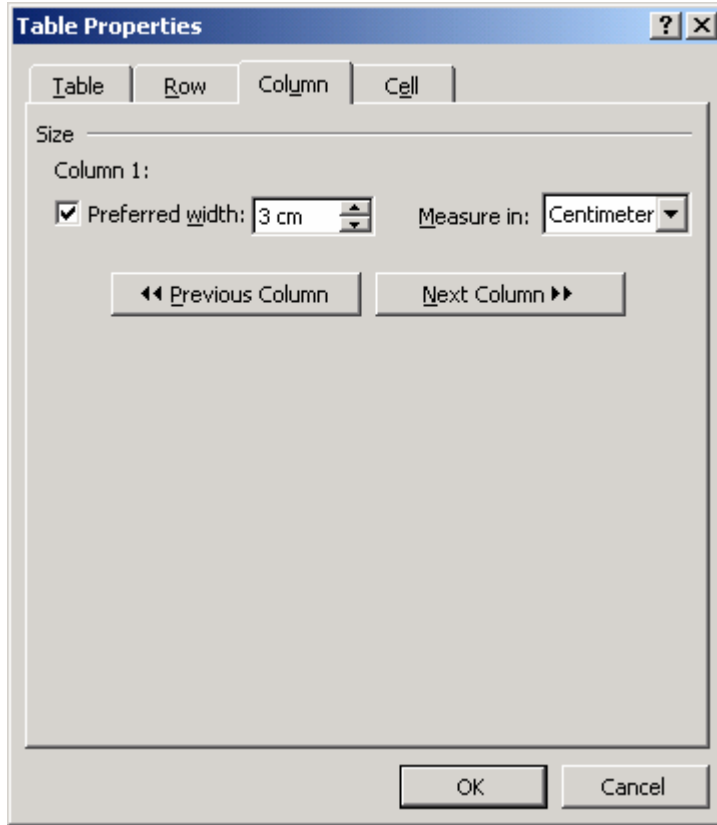 Table Properties
Table Row Column Cell
Size
Column 1:
Preferred width: 3 cm Measure in: Centimeter
Previous Column Next Column
OK Cancel